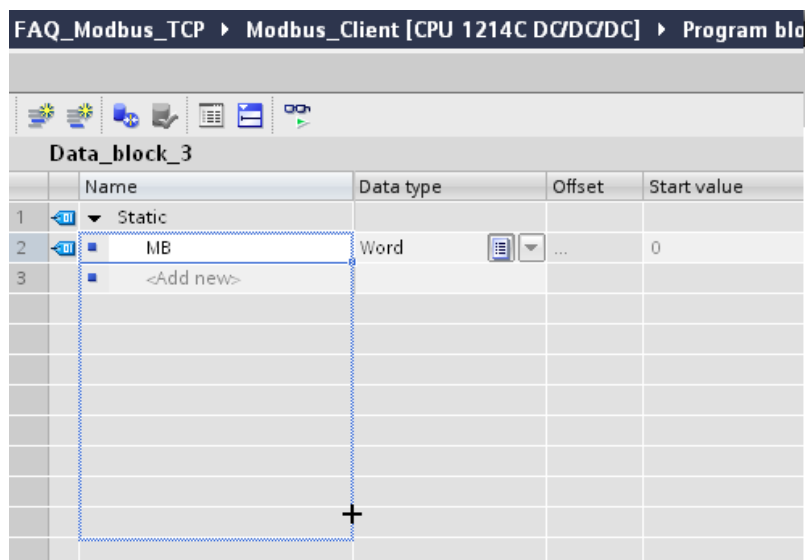 FAQ_Modbus_TCP ▸ Modbus_Client [CPU 1214C DC/DC/DC] ▸ Program blo
Data_block_3
Name Data type Offset Start value
1 Static
2 MB Word ... 0
3 <Add new>